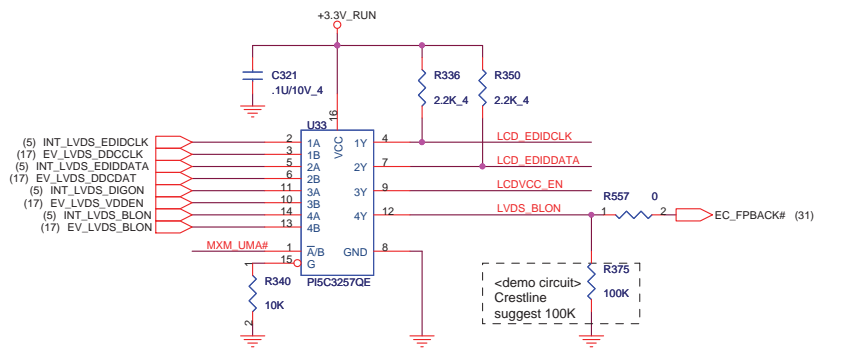 +3.3V_RUN
C321
.1U/10V_4
R336
2.2K_4
R350
2.2K_4
U33
16
VCC
(5) INT_LVDS_EDIDCLK 2 1A
(17) EV_LVDS_DDCCLK 3 1B
(5) INT_LVDS_EDIDDATA 5 2A
(17) EV_LVDS_DDCDAT 6 2B
(5) INT_LVDS_DIGON 11 3A
(17) EV_LVDS_VDDEN 10 3B
(5) INT_LVDS_BLON 14 4A
(17) EV_LVDS_BLON 13 4B
MXM_UMA# 1 A/B
15 G
1Y 4 LCD_EDIDCLK
2Y 7 LCD_EDIDDATA
3Y 9 LCDVCC_EN
4Y 12 LVDS_BLON
GND 8
PI5C3257QE
R557 0
1 2 EC_FPBACK# (31)
1
R340
10K
2
<demo circuit>
Crestline
suggest 100K
R375
100K